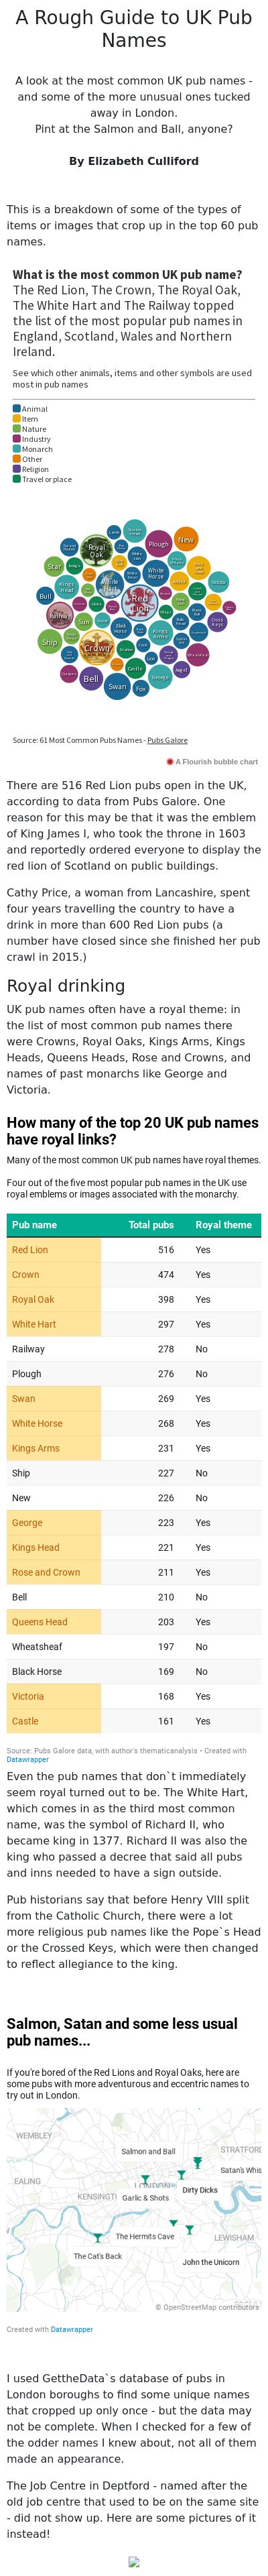 A Rough Guide to UK Pub
Names
A look at the most common UK pub names -
and some of the more unusual ones tucked
away in London.
Pint at the Salmon and Ball, anyone?
By Elizabeth Culliford
This is a breakdown of some of the types of
items or images that crop up in the top 60 pub
names.
What is the most common UK pub name?
The Red Lion, The Crown, The Royal Oak,
The White Hart and The Railway topped
the list of the most popular pub names in
England, Scotland, Wales and Northern
Ireland.
See which other animals, items and other symbols are used
most in pub names
Animal
Item
Nature
Industry
Monarch
Other
Religion
Travel or place
Royal
Oak
Plough
New
Star
White
Horse
Kings
Head
White
Hart
Victoria
Bull
Red
Lion
Railway
Sun
Black
Horse
Kings
Arms
Cross
Keys
Ship
Crown
Castle
Angel
Bell
Swan
Fox
George
Source: 61 Most Common Pubs Names - Pubs Galore
A Flourish bubble chart
There are 516 Red Lion pubs open in the UK,
according to data from Pubs Galore. One
reason for this may be that it was the emblem
of King James I, who took the throne in 1603
and reportedly ordered everyone to display the
red lion of Scotland on public buildings.
Cathy Price, a woman from Lancashire, spent
four years travelling the country to have a
drink in more than 600 Red Lion pubs (a
number have closed since she finished her pub
crawl in 2015.)
Royal drinking
UK pub names often have a royal theme: in
the list of most common pub names there
were Crowns, Royal Oaks, Kings Arms, Kings
Heads, Queens Heads, Rose and Crowns, and
names of past monarchs like George and
Victoria.
How many of the top 20 UK pub names
have royal links?
Many of the most common UK pub names have royal themes.
Four out of the five most popular pub names in the UK use
royal emblems or images associated with the monarchy.
Pub name Total pubs Royal theme
Red Lion 516 Yes
Crown 474 Yes
Royal Oak 398 Yes
White Hart 297 Yes
Railway 278 No
Plough 276 No
Swan 269 Yes
White Horse 268 Yes
Kings Arms 231 Yes
Ship 227 No
New 226 No
George 223 Yes
Kings Head 221 Yes
Rose and Crown 211 Yes
Bell 210 No
Queens Head 203 Yes
Wheatsheaf 197 No
Black Horse 169 No
Victoria 168 Yes
Castle 161 Yes
Source: Pubs Galore data, with author's thematicanalysis • Created with
Datawrapper
Even the pub names that don`t immediately
seem royal turned out to be. The White Hart,
which comes in as the third most common
name, was the symbol of Richard II, who
became king in 1377. Richard II was also the
king who passed a decree that said all pubs
and inns needed to have a sign outside.
Pub historians say that before Henry VIII split
from the Catholic Church, there were a lot
more religious pub names like the Pope`s Head
or the Crossed Keys, which were then changed
to reflect allegiance to the king.
Salmon, Satan and some less usual
pub names...
If you're bored of the Red Lions and Royal Oaks, here are
some pubs with more adventurous and eccentric names to
try out in London.
WEMBLEY
Salmon and Ball
STRATFORD
Satan's Whis
EALING
LONDON
Dirty Dicks
KENSINGTO
Garlic & Shots
The Hermits Cave
LEWISHAM
The Cat's Back
John the Unicorn
© OpenStreetMap contributors
Created with Datawrapper
I used GettheData`s database of pubs in
London boroughs to find some unique names
that cropped up only once - but the data may
not be complete. When I checked for a few of
the odder names I knew about, not all of them
made an appearance.
The Job Centre in Deptford - named after the
old job centre that used to be on the same site
- did not show up. Here are some pictures of it
instead!